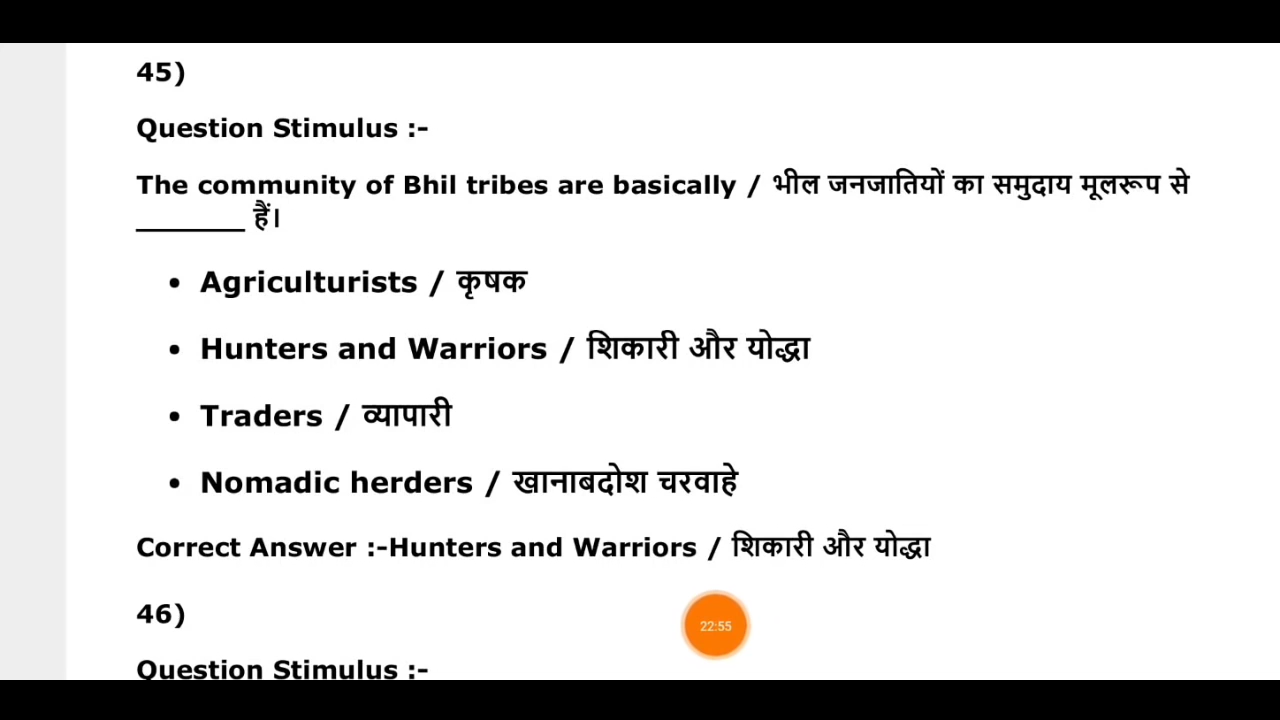 45)
Question Stimulus :-
The community of Bhil tribes are basically / भील जनजातियों का समुदाय मूलरूप से
________ हैं।
• Agriculturists / कृषक
• Hunters and Warriors / शिकारी और योद्धा
• Traders / व्यापारी
• Nomadic herders / खानाबदोश चरवाहे
Correct Answer :-Hunters and Warriors / शिकारी और योद्धा
46)
22:55
Question Stimulus :-